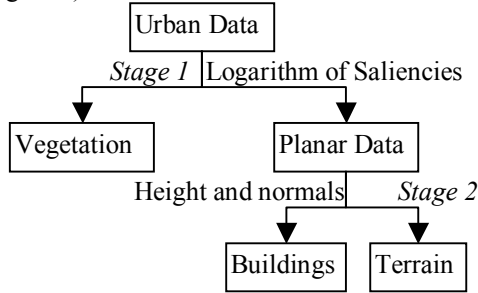 Urban Data
Stage 1 Logarithm of Saliencies
Vegetation Planar Data
Height and normals Stage 2
Buildings Terrain